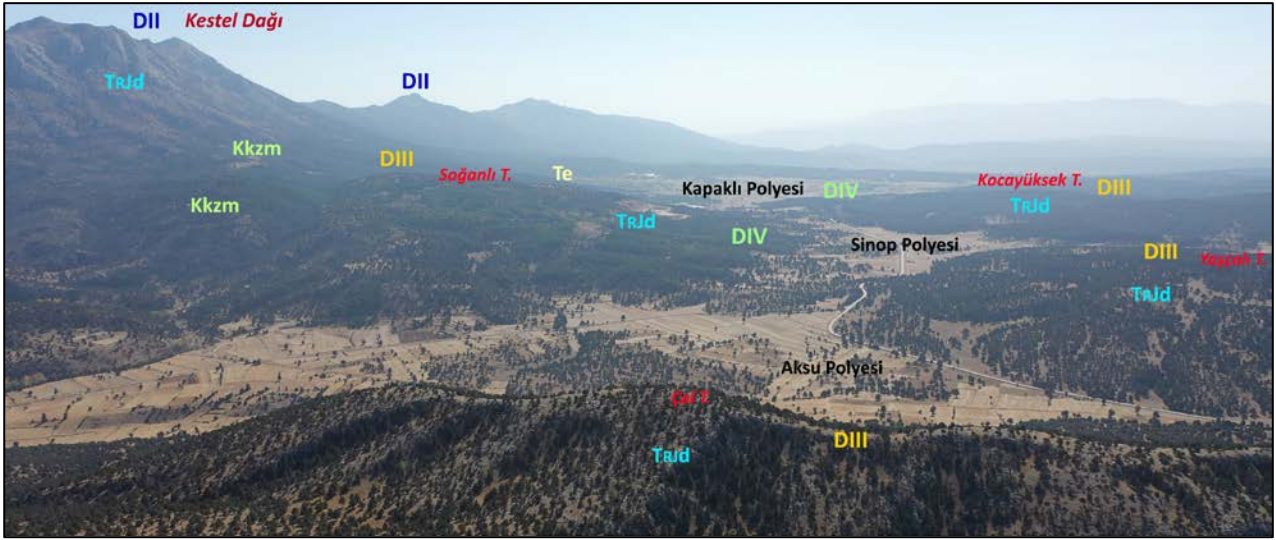 DII Kestel Dağı
TRJd
DII
Kkzm
DIII
Soğanlı T.
Te
Kapaklı Polyesi
DIV
Kocayüksek T.
DIII
Kkzm
TRJd
TRJd
DIV
Sinop Polyesi
DIII
Yaşçalı T.
TRJd
Aksu Polyesi
Çal T.
DIII
TRJd